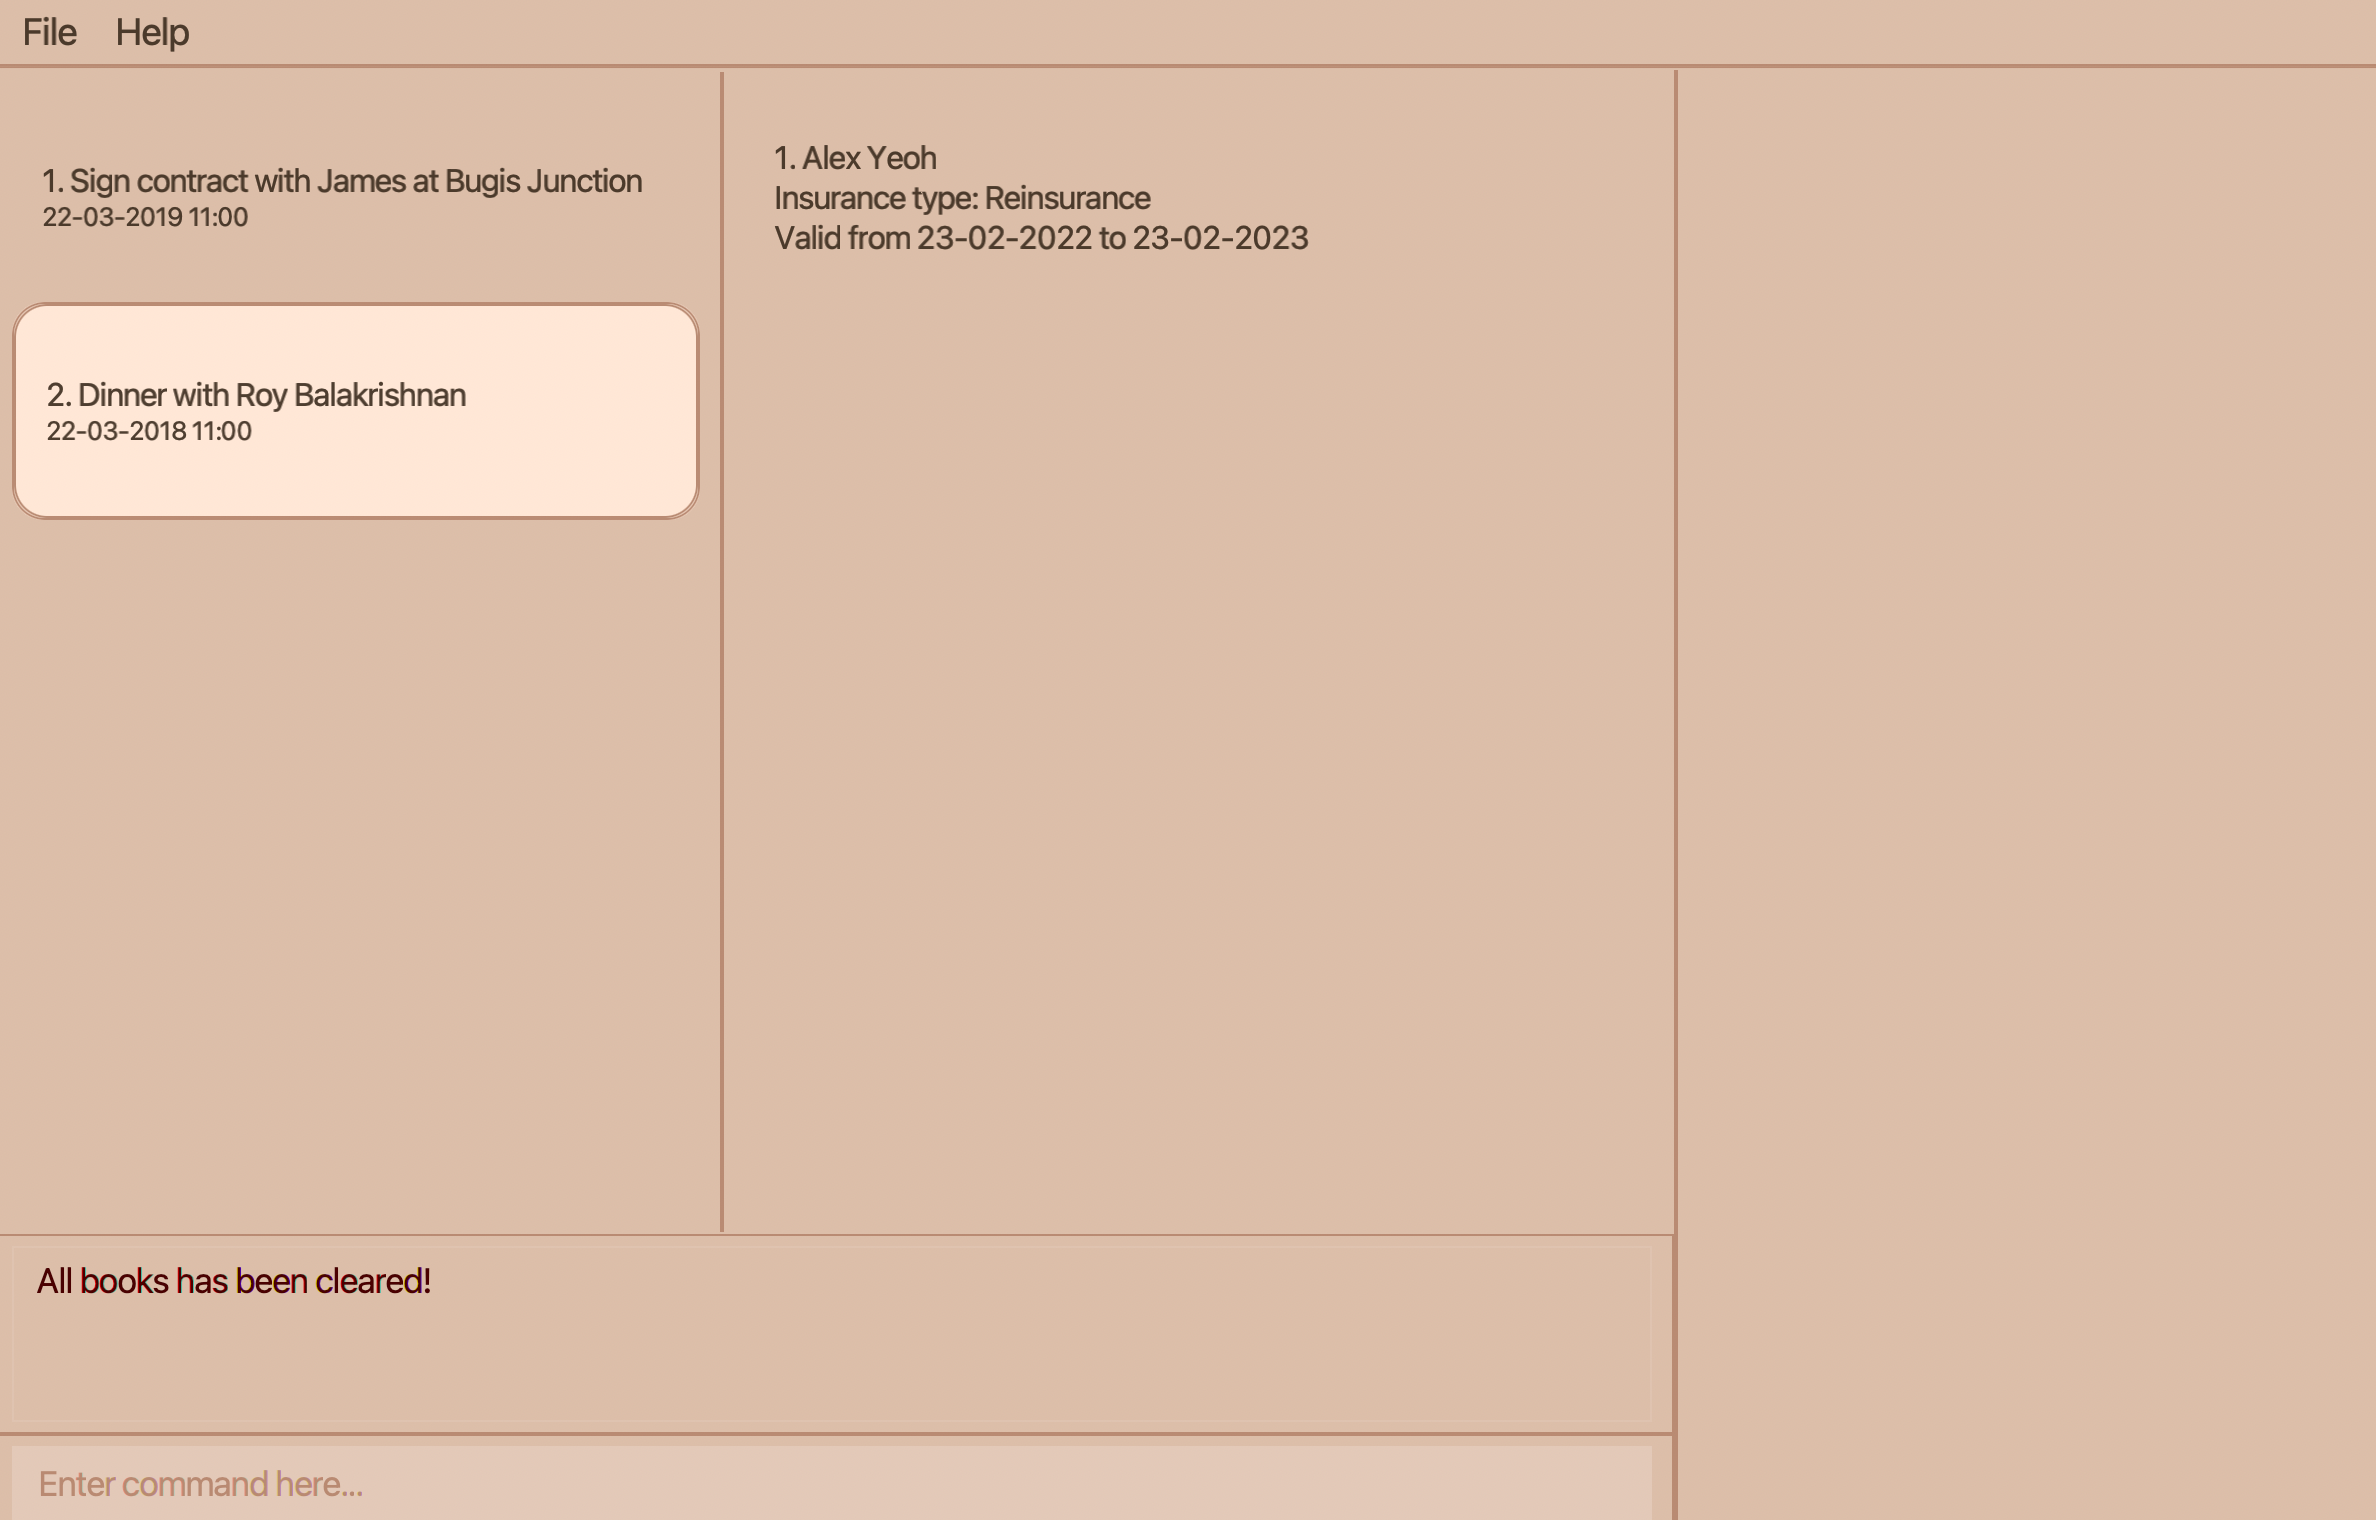 File Help
1. Sign contract with James at Bugis Junction
22-03-2019 11:00
2. Dinner with Roy Balakrishnan
22-03-2018 11:00
1. Alex Yeoh
Insurance type: Reinsurance
Valid from 23-02-2022 to 23-02-2023
All books has been cleared!
Enter command here...